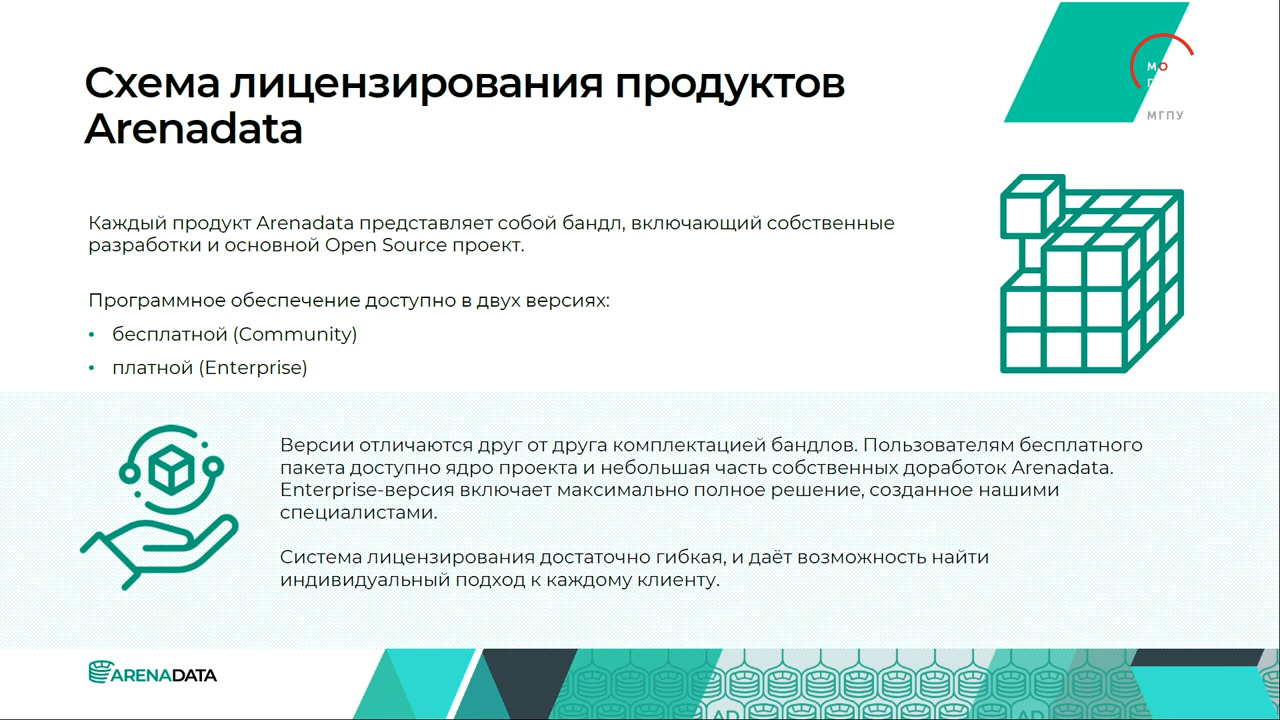 Схема лицензирования продуктов
Arenadata
МО
МГПУ
Каждый продукт Arenadata представляет собой бандл, включающий собственные
разработки и основной Open Source проект.
Программное обеспечение доступно в двух версиях:
• бесплатной (Community)
• платной (Enterprise)
Версии отличаются друг от друга комплектацией бандлов. Пользователям бесплатного
пакета доступно ядро проекта и небольшая часть собственных доработок Arenadata.
Enterprise-версия включает максимально полное решение, созданное нашими
специалистами.
Система лицензирования достаточно гибкая, и даёт возможность найти
индивидуальный подход к каждому клиенту.
ARENADATA
AD
AD